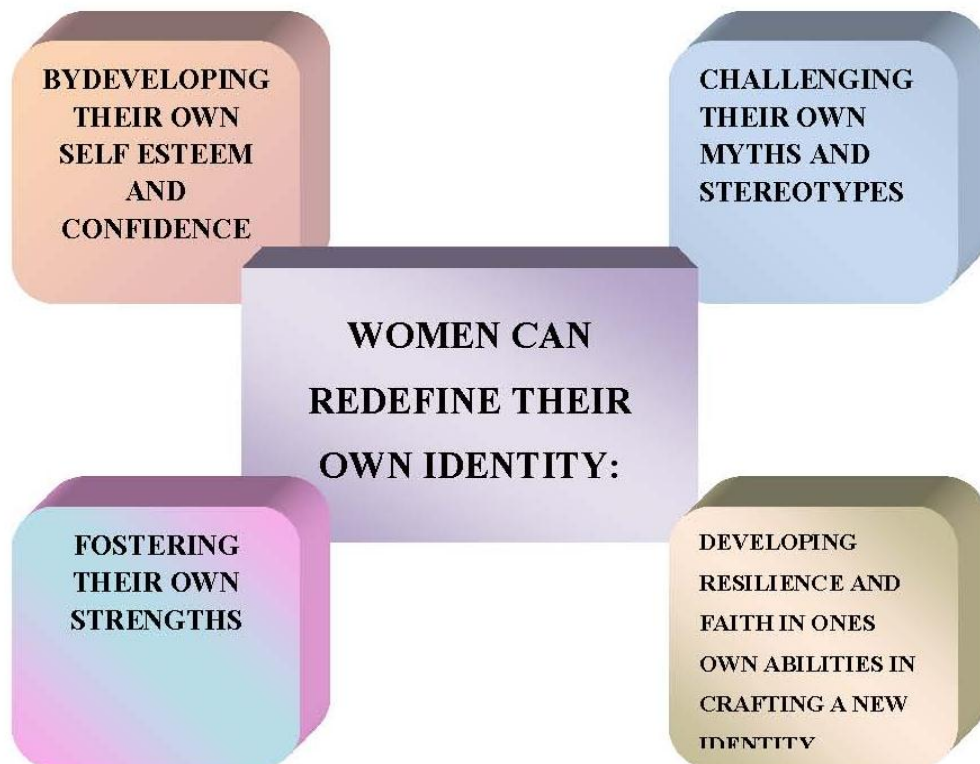 BYDEVELOPING
THEIR OWN
SELF ESTEEM
AND
CONFIDENCE
CHALLENGING
THEIR OWN
MYTHS AND
STEREOTYPES
WOMEN CAN
REDEFINE THEIR
OWN IDENTITY:
FOSTERING
THEIR OWN
STRENGTHS
DEVELOPING
RESILIENCE AND
FAITH IN ONES
OWN ABILITIES IN
CRAFTING A NEW
IDENTITY